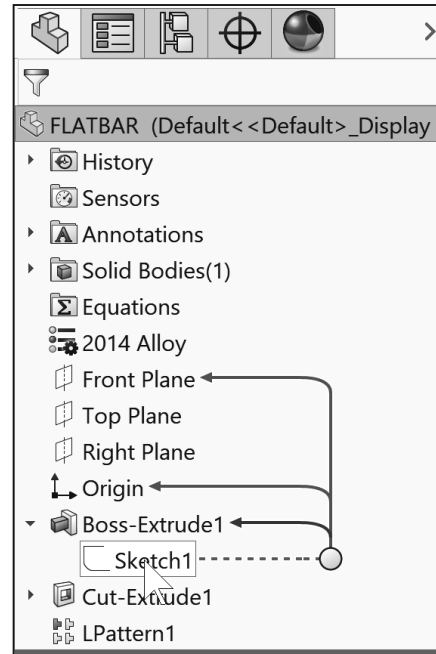 FLATBAR (Default<<Default>_Display
History
Sensors
Annotations
Solid Bodies(1)
Equations
2014 Alloy
Front Plane
Top Plane
Right Plane
Origin
Boss-Extrude1
Sketch1
Cut-Extrude1
LPattern1